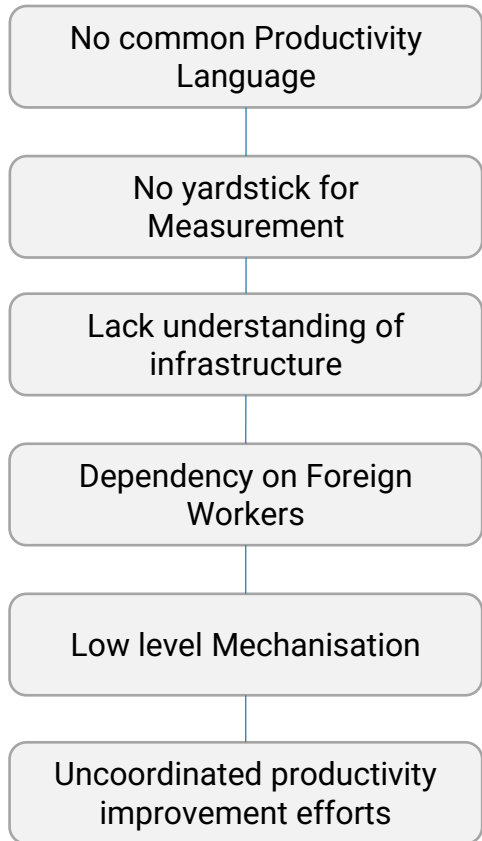 No common Productivity
Language
No yardstick for
Measurement
Lack understanding of
infrastructure
Dependency on Foreign
Workers
Low level Mechanisation
Uncoordinated productivity
improvement efforts